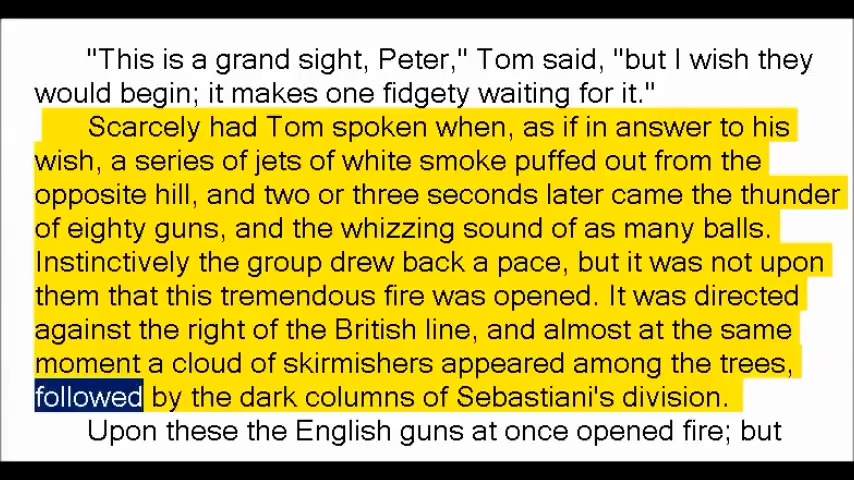 "This is a grand sight, Peter," Tom said, "but I wish they
would begin; it makes one fidgety waiting for it."
Scarcely had Tom spoken when, as if in answer to his
wish, a series of jets of white smoke puffed out from the
opposite hill, and two or three seconds later came the thunder
of eighty guns, and the whizzing sound of as many balls.
Instinctively the group drew back a pace, but it was not upon
them that this tremendous fire was opened. It was directed
against the right of the British line, and almost at the same
moment a cloud of skirmishers appeared among the trees,
followed by the dark columns of Sebastiani's division.
Upon these the English guns at once opened fire; but